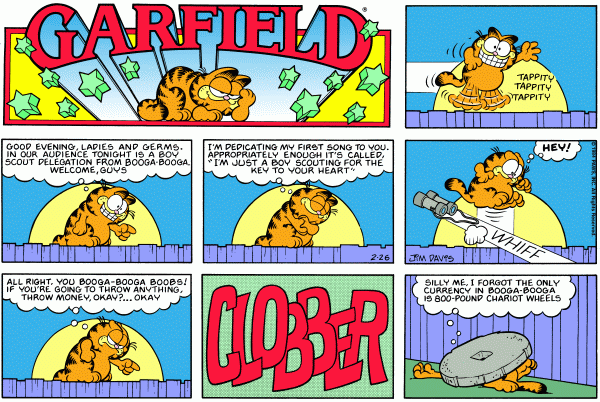 GARFIELD
®
TAPPITY
TAPPITY
TAPPITY
GOOD EVENING, LADIES AND GERMS.
IN OUR AUDIENCE TONIGHT IS A BOY
SCOUT DELEGATION FROM BOOGA-BOOGA.
WELCOME, GUYS
I'M DEDICATING MY FIRST SONG TO YOU.
APPROPRIATELY ENOUGH IT'S CALLED,
"I'M JUST A BOY SCOUTING FOR THE
KEY TO YOUR HEART"
2-26
HEY!
WHIFF
JIM DAVIS
ALL RIGHT, YOU BOOGA-BOOGA BOOBS!
IF YOU'RE GOING TO THROW ANYTHING,
THROW MONEY, OKAY?... OKAY
CLOBBER
SILLY ME, I FORGOT THE ONLY
CURRENCY IN BOOGA-BOOGA
IS 800-POUND CHARIOT WHEELS